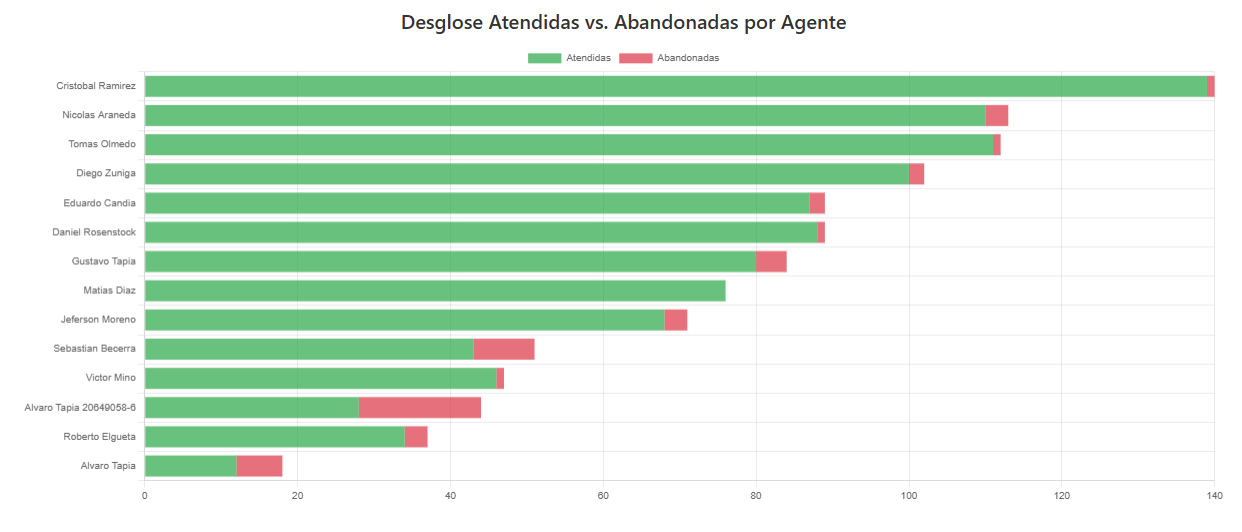 Desglose Atendidas vs. Abandonadas por Agente
Atendidas Abandonadas
Cristobal Ramirez
Nicolas Araneda
Tomas Olmedo
Diego Zuniga
Eduardo Candia
Daniel Rosenstock
Gustavo Tapia
Matias Diaz
Jeferson Moreno
Sebastian Becerra
Victor Mino
Alvaro Tapia 20649058-6
Roberto Elgueta
Alvaro Tapia
0 20 40 60 80 100 120 140